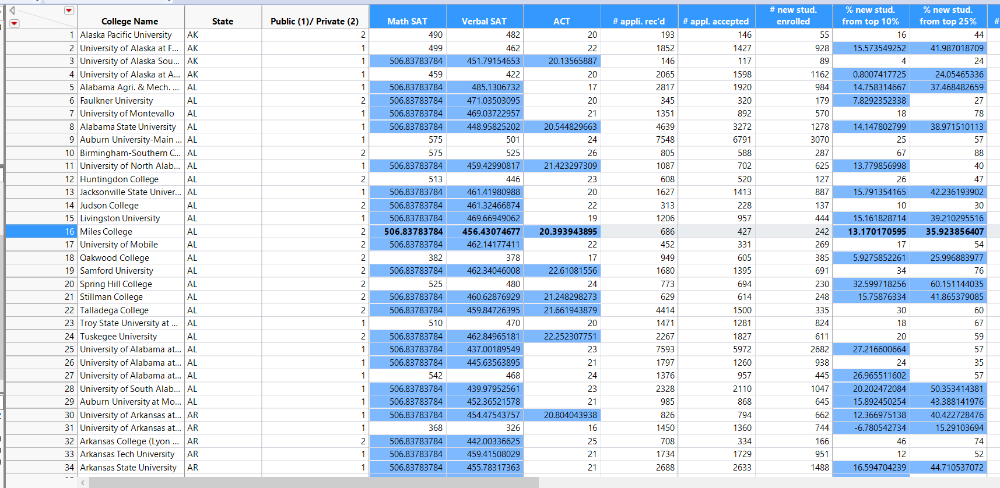 # new stud. % new stud. % new stud.
College Name State Public (1)/ Private (2) Math SAT Verbal SAT ACT # appli. rec'd # appl. accepted enrolled from top 10% from top 25% #
1 Alaska Pacific University AK 2 490 482 20 193 146 55 16 44
2 University of Alaska at F... AK 1 499 462 22 1852 1427 928 15.573549252 41.987018709
3 University of Alaska Sou... AK 1 506.83783784 451.79154653 20.13565887 146 117 89 4 24
4 University of Alaska at A... AK 1 459 422 20 2065 1598 1162 0.8007417725 24.05465336
5 Alabama Agri. & Mech. ... AL 1 506.83783784 485.1306732 17 2817 1920 984 14.758314667 37.468482659
6 Faulkner University AL 2 506.83783784 471.03503095 20 345 320 179 7.8292352338 27
7 University of Montevallo AL 1 506.83783784 469.03722957 21 1351 892 570 18 78
8 Alabama State University AL 1 506.83783784 448.95825202 20.544829663 4639 3272 1278 14.147802799 38.971510113
9 Auburn University-Main ... AL 1 575 501 24 7548 6791 3070 25 57
10 Birmingham-Southern C... AL 2 575 525 26 805 588 287 67 88
11 University of North Alab... AL 1 506.83783784 459.42990817 21.423297309 1087 702 625 13.779856998 40
12 Huntingdon College AL 2 513 446 23 608 520 127 26 47
13 Jacksonville State Univer... AL 1 506.83783784 461.41980988 20 1627 1413 887 15.791354165 42.236193902
14 Judson College AL 2 506.83783784 461.32466874 22 313 228 137 10 30
15 Livingston University AL 1 506.83783784 469.66949062 19 1206 957 444 15.161828714 39.210295516
16 Miles College AL 2 506.83783784 456.43074677 20.393943895 686 427 242 13.170170595 35.923856407
17 University of Mobile AL 2 506.83783784 462.14177411 22 452 331 269 17 54
18 Oakwood College AL 2 382 378 17 949 605 385 5.9275852261 25.996883977
19 Samford University AL 2 506.83783784 462.34046008 22.61081556 1680 1395 691 34 76
20 Spring Hill College AL 2 525 480 24 773 694 230 32.599718256 60.151144035
21 Stillman College AL 2 506.83783784 460.62876929 21.248298273 629 614 248 15.75876334 41.865379085
22 Talladega College AL 2 506.83783784 459.84726395 21.661943879 4414 1500 335 30 60
23 Troy State University at ... AL 1 510 470 20 1471 1281 824 18 67
24 Tuskegee University AL 2 506.83783784 462.84965181 22.252307751 2267 1827 611 20 59
25 University of Alabama at... AL 1 506.83783784 437.00189549 23 7593 5972 2682 27.216600664 57
26 University of Alabama at... AL 1 506.83783784 445.63563895 21 1797 1260 938 24 35
27 University of Alabama at... AL 1 542 468 24 1376 957 445 26.965511602 57
28 University of South Alab... AL 1 506.83783784 439.97952561 23 2328 2110 1047 20.202472084 50.353414381
29 Auburn University at Mo... AL 1 506.83783784 452.36521578 21 985 868 645 15.892450254 43.388141976
30 University of Arkansas at... AR 1 506.83783784 454.47543757 20.804043938 826 794 662 12.366975138 40.422728476
31 University of Arkansas at... AR 1 368 326 16 1450 1360 744 -6.780542734 15.29103694
32 Arkansas College (Lyon ... AR 2 506.83783784 442.00336625 25 708 334 166 46 74
33 Arkansas Tech University AR 1 506.83783784 459.41508029 21 1734 1729 951 12 52
34 Arkansas State University AR 1 506.83783784 455.78317363 21 2688 2633 1488 16.594704239 44.710537072